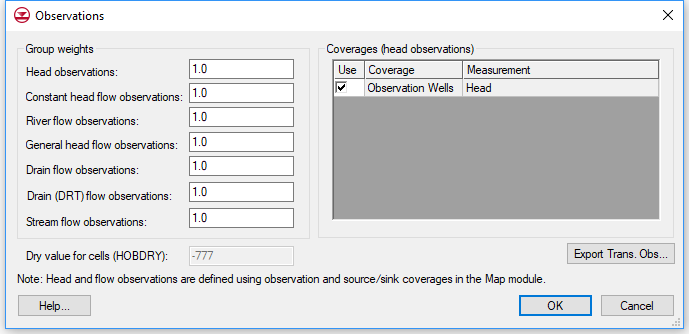 Observations
Group weights
Head observations: 1.0
Constant head flow observations: 1.0
River flow observations: 1.0
General head flow observations: 1.0
Drain flow observations: 1.0
Drain (DRT) flow observations: 1.0
Stream flow observations: 1.0
Dry value for cells (HOBDRY): -777
Coverages (head observations)
Use Coverage Measurement
Observation Wells Head
Export Trans. Obs...
Note: Head and flow observations are defined using observation and source/sink coverages in the Map module.
Help... OK Cancel